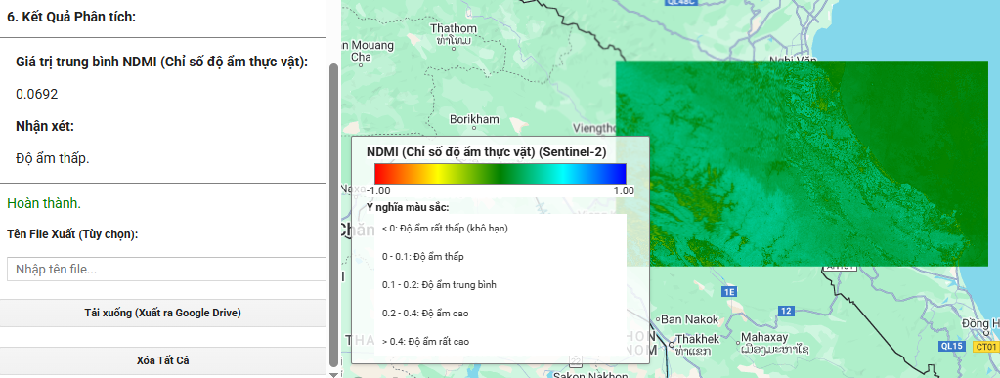 6. Kết Quả Phân tích:
Giá trị trung bình NDMI (Chỉ số độ ẩm thực vật):
0.0692
Nhận xét:
Độ ẩm thấp.
Hoàn thành.
Tên File Xuất (Tùy chọn):
Nhập tên file...
Tải xuống (Xuất ra Google Drive)
Xóa Tất Cả
QL48C
Thathom
ທ່າໂທມ
Mouang
Cha
Nghi Văn
Borikham
Viengtho
NDMI (Chỉ số độ ẩm thực vật) (Sentinel-2)
-1.00
1.00
Ý nghĩa màu sắc:
< 0: Độ ẩm rất thấp (khô hạn)
0 - 0.1: Độ ẩm thấp
0.1 - 0.2: Độ ẩm trung bình
0.2 - 0.4: Độ ẩm cao
> 0.4: Độ ẩm rất cao
1E
12
Ban Nakok
Thakhek
ທ່າແຂກ
Mahaxay
ເມືອງມະຫາໄຊ
Đồng H
QL15
CT01
Sakon Nakhon